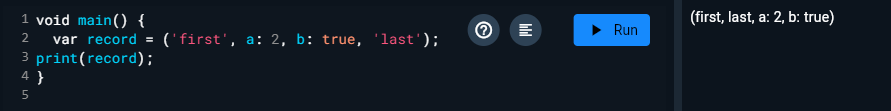 1 void main() {
2   var record = ('first', a: 2, b: true, 'last');
3 print(record);
4 }
5
? Run
(first, last, a: 2, b: true)